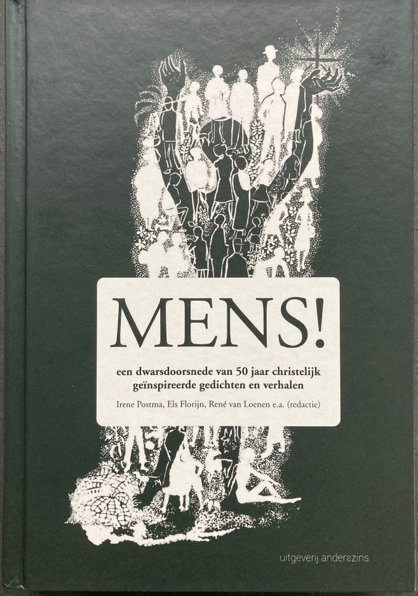 MENS!
een dwarsdoorsnede van 50 jaar christelijk
geïnspireerde gedichten en verhalen
Irene Postma, Els Florijn, René van Loenen e.a. (redactie)
uitgeverij anderszins